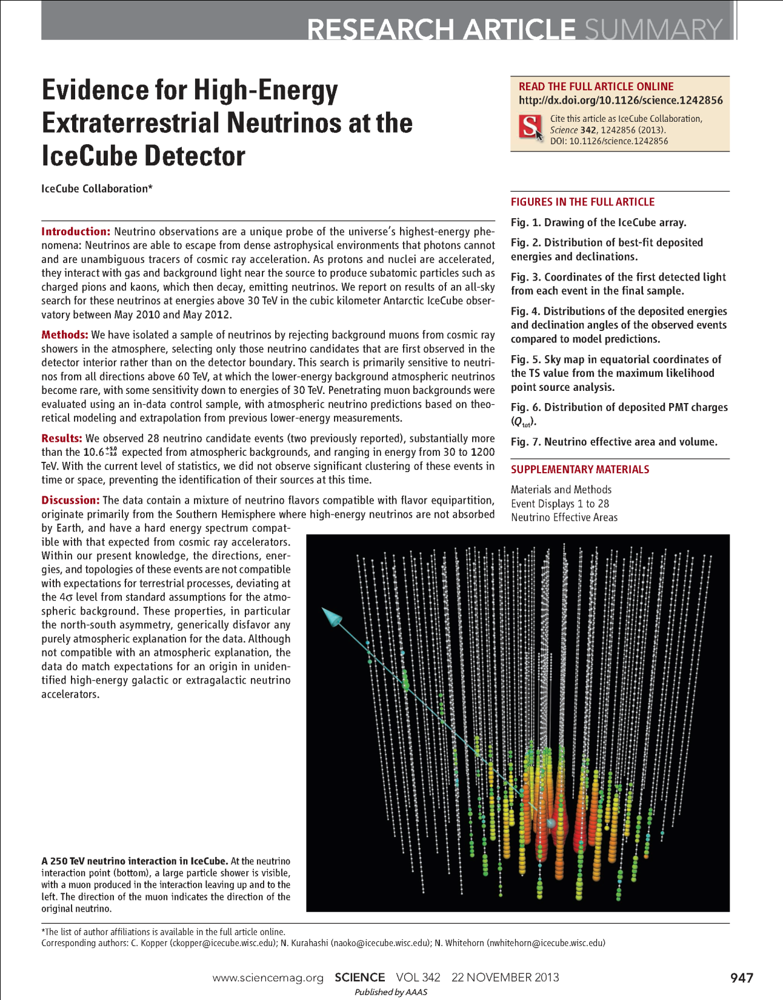 RESEARCH ARTICLE SUMMARY
Evidence for High-Energy
Extraterrestrial Neutrinos at the
IceCube Detector
IceCube Collaboration*
READ THE FULL ARTICLE ONLINE
http://dx.doi.org/10.1126/science.1242856
S
Cite this article as IceCube Collaboration,
Science 342, 1242856 (2013).
DOI: 10.1126/science.1242856
Introduction: Neutrino observations are a unique probe of the universe's highest-energy phe-
nomena: Neutrinos are able to escape from dense astrophysical environments that photons cannot
and are unambiguous tracers of cosmic ray acceleration. As protons and nuclei are accelerated,
they interact with gas and background light near the source to produce subatomic particles such as
charged pions and kaons, which then decay, emitting neutrinos. We report on results of an all-sky
search for these neutrinos at energies above 30 TeV in the cubic kilometer Antarctic IceCube obser-
vatory between May 2010 and May 2012.
Methods: We have isolated a sample of neutrinos by rejecting background muons from cosmic ray
showers in the atmosphere, selecting only those neutrino candidates that are first observed in the
detector interior rather than on the detector boundary. This search is primarily sensitive to neutri-
nos from all directions above 60 TeV, at which the lower-energy background atmospheric neutrinos
become rare, with some sensitivity down to energies of 30 TeV. Penetrating muon backgrounds were
evaluated using an in-data control sample, with atmospheric neutrino predictions based on theo-
retical modeling and extrapolation from previous lower-energy measurements.
Results: We observed 28 neutrino candidate events (two previously reported), substantially more
than the 10.6 +5.0 −3.6 expected from atmospheric backgrounds, and ranging in energy from 30 to 1200
TeV. With the current level of statistics, we did not observe significant clustering of these events in
time or space, preventing the identification of their sources at this time.
Discussion: The data contain a mixture of neutrino flavors compatible with flavor equipartition,
originate primarily from the Southern Hemisphere where high-energy neutrinos are not absorbed
by Earth, and have a hard energy spectrum compat-
ible with that expected from cosmic ray accelerators.
Within our present knowledge, the directions, ener-
gies, and topologies of these events are not compatible
with expectations for terrestrial processes, deviating at
the 4σ level from standard assumptions for the atmo-
spheric background. These properties, in particular
the north-south asymmetry, generically disfavor any
purely atmospheric explanation for the data. Although
not compatible with an atmospheric explanation, the
data do match expectations for an origin in uniden-
tified high-energy galactic or extragalactic neutrino
accelerators.
FIGURES IN THE FULL ARTICLE
Fig. 1. Drawing of the IceCube array.
Fig. 2. Distribution of best-fit deposited
energies and declinations.
Fig. 3. Coordinates of the first detected light
from each event in the final sample.
Fig. 4. Distributions of the deposited energies
and declination angles of the observed events
compared to model predictions.
Fig. 5. Sky map in equatorial coordinates of
the TS value from the maximum likelihood
point source analysis.
Fig. 6. Distribution of deposited PMT charges
(Qtot).
Fig. 7. Neutrino effective area and volume.
SUPPLEMENTARY MATERIALS
Materials and Methods
Event Displays 1 to 28
Neutrino Effective Areas
A 250 TeV neutrino interaction in IceCube. At the neutrino
interaction point (bottom), a large particle shower is visible,
with a muon produced in the interaction leaving up and to the
left. The direction of the muon indicates the direction of the
original neutrino.
*The list of author affiliations is available in the full article online.
Corresponding authors: C. Kopper (ckopper@icecube.wisc.edu); N. Kurahashi (naoko@icecube.wisc.edu); N. Whitehorn (nwhitehorn@icecube.wisc.edu)
www.sciencemag.org SCIENCE VOL 342 22 NOVEMBER 2013 947
Published by AAAS